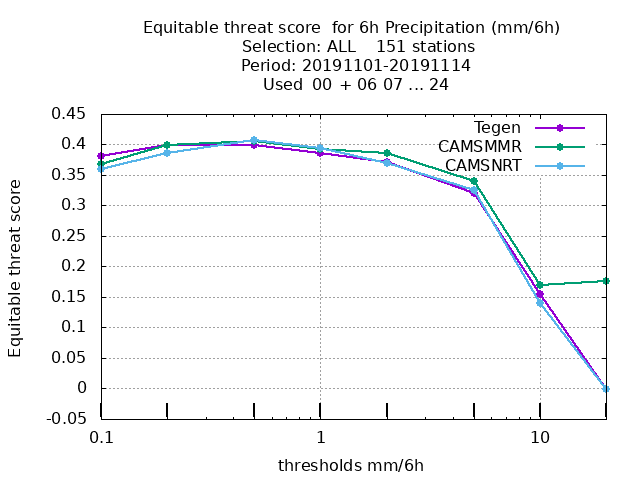 Equitable threat score  for 6h Precipitation (mm/6h)
Selection: ALL    151 stations
Period: 20191101-20191114
Used  00  + 06 07 ... 24
Tegen
CAMSMMR
CAMSNRT
Equitable threat score
0.45
0.4
0.35
0.3
0.25
0.2
0.15
0.1
0.05
0
-0.05
0.1
1
10
thresholds mm/6h